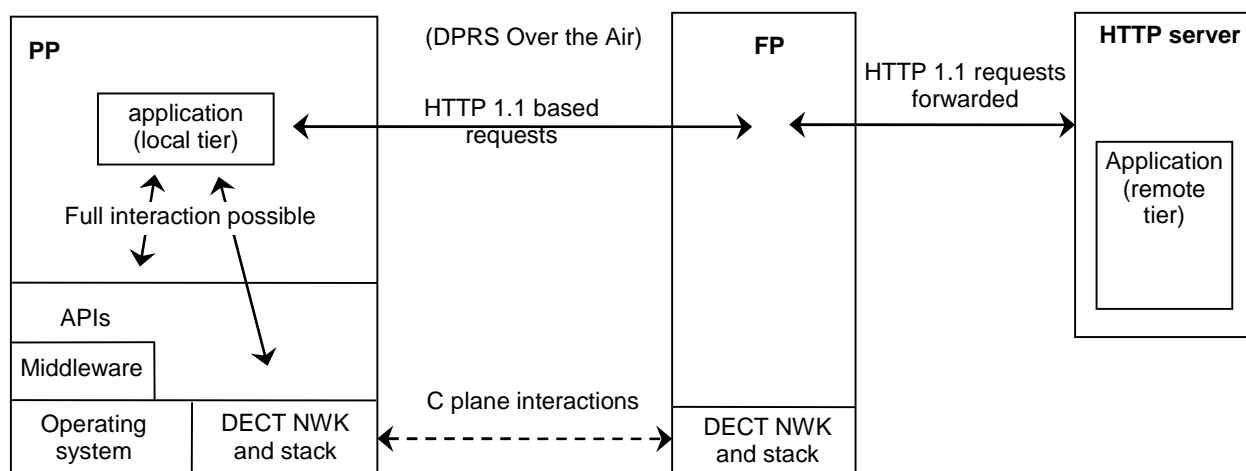 PP
application
(local tier)
Full interaction possible
APIs
Middleware
Operating
system
DECT NWK
and stack
(DPRS Over the Air)
HTTP 1.1 based
requests
C plane interactions
FP
DECT NWK
and stack
HTTP 1.1 requests
forwarded
HTTP server
Application
(remote
tier)